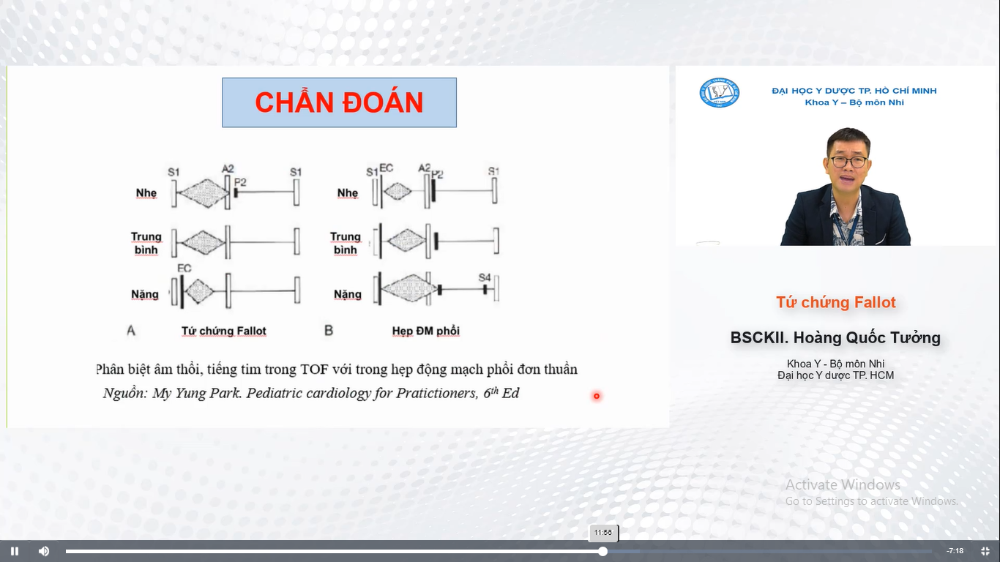 CHẨN ĐOÁN
S1 A2 P2 S1
Nhẹ
Trung
bình
EC
Nặng
A Tứ chứng Fallot
S1 EC A2 P2 S1
Nhẹ
Trung
bình
S4
Nặng
B Hẹp ĐM phổi
Phân biệt âm thổi, tiếng tim trong TOF với trong hẹp động mạch phổi đơn thuần
Nguồn: My Yung Park. Pediatric cardiology for Pratictioners, 6th Ed
ĐẠI HỌC Y DƯỢC TP. HỒ CHÍ MINH
Khoa Y – Bộ môn Nhi
Tứ chứng Fallot
BSCKII. Hoàng Quốc Tưởng
Khoa Y - Bộ môn Nhi
Đại học Y dược TP. HCM
Activate Windows
Go to Settings to activate Windows.
11:56
-7:18